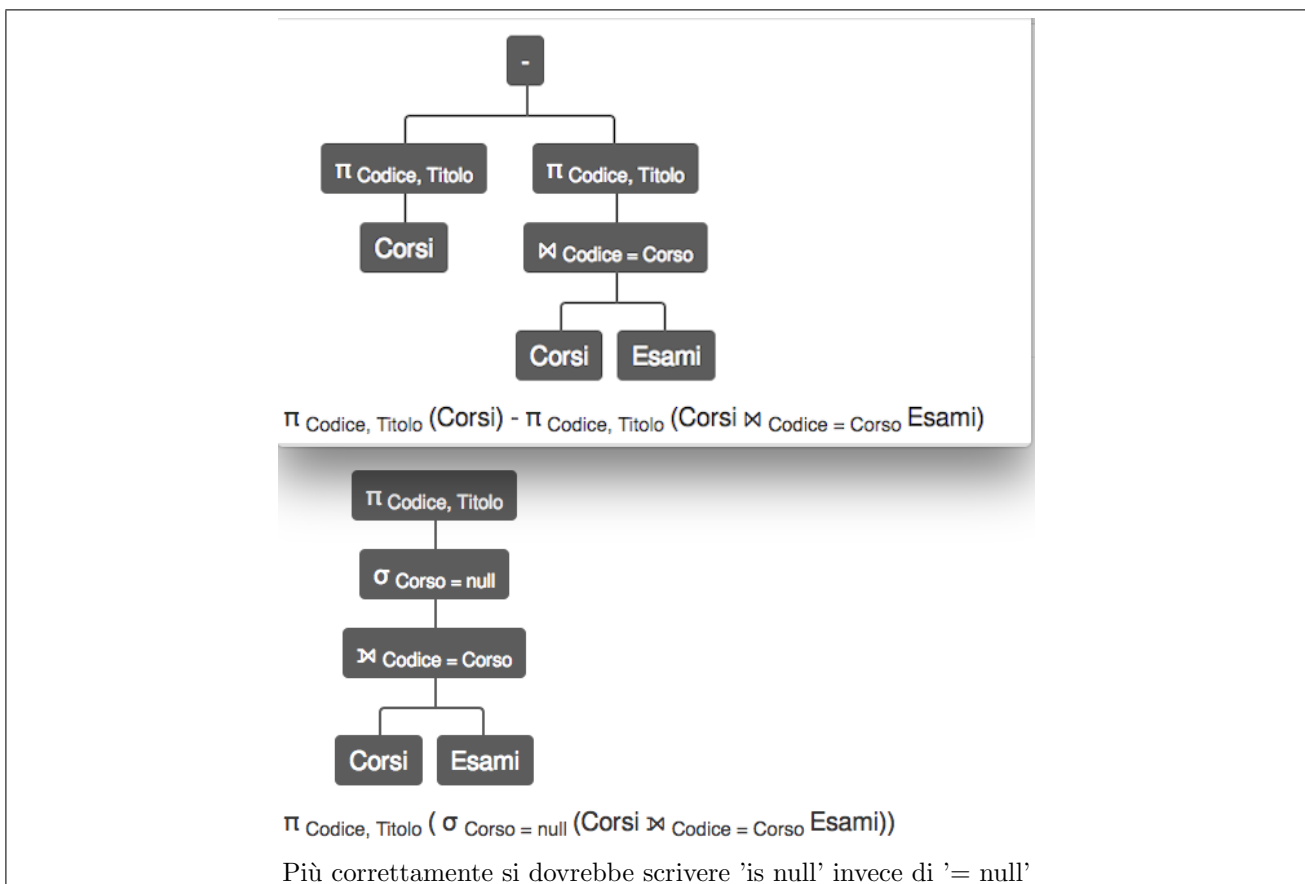 -
π Codice, Titolo π Codice, Titolo
Corsi ⋈ Codice = Corso
Corsi Esami
π Codice, Titolo (Corsi) - π Codice, Titolo (Corsi ⋈ Codice = Corso Esami)
π Codice, Titolo
σ Corso = null
⟕ Codice = Corso
Corsi Esami
π Codice, Titolo ( σ Corso = null (Corsi ⟕ Codice = Corso Esami))
Più correttamente si dovrebbe scrivere ’is null’ invece di ’= null’